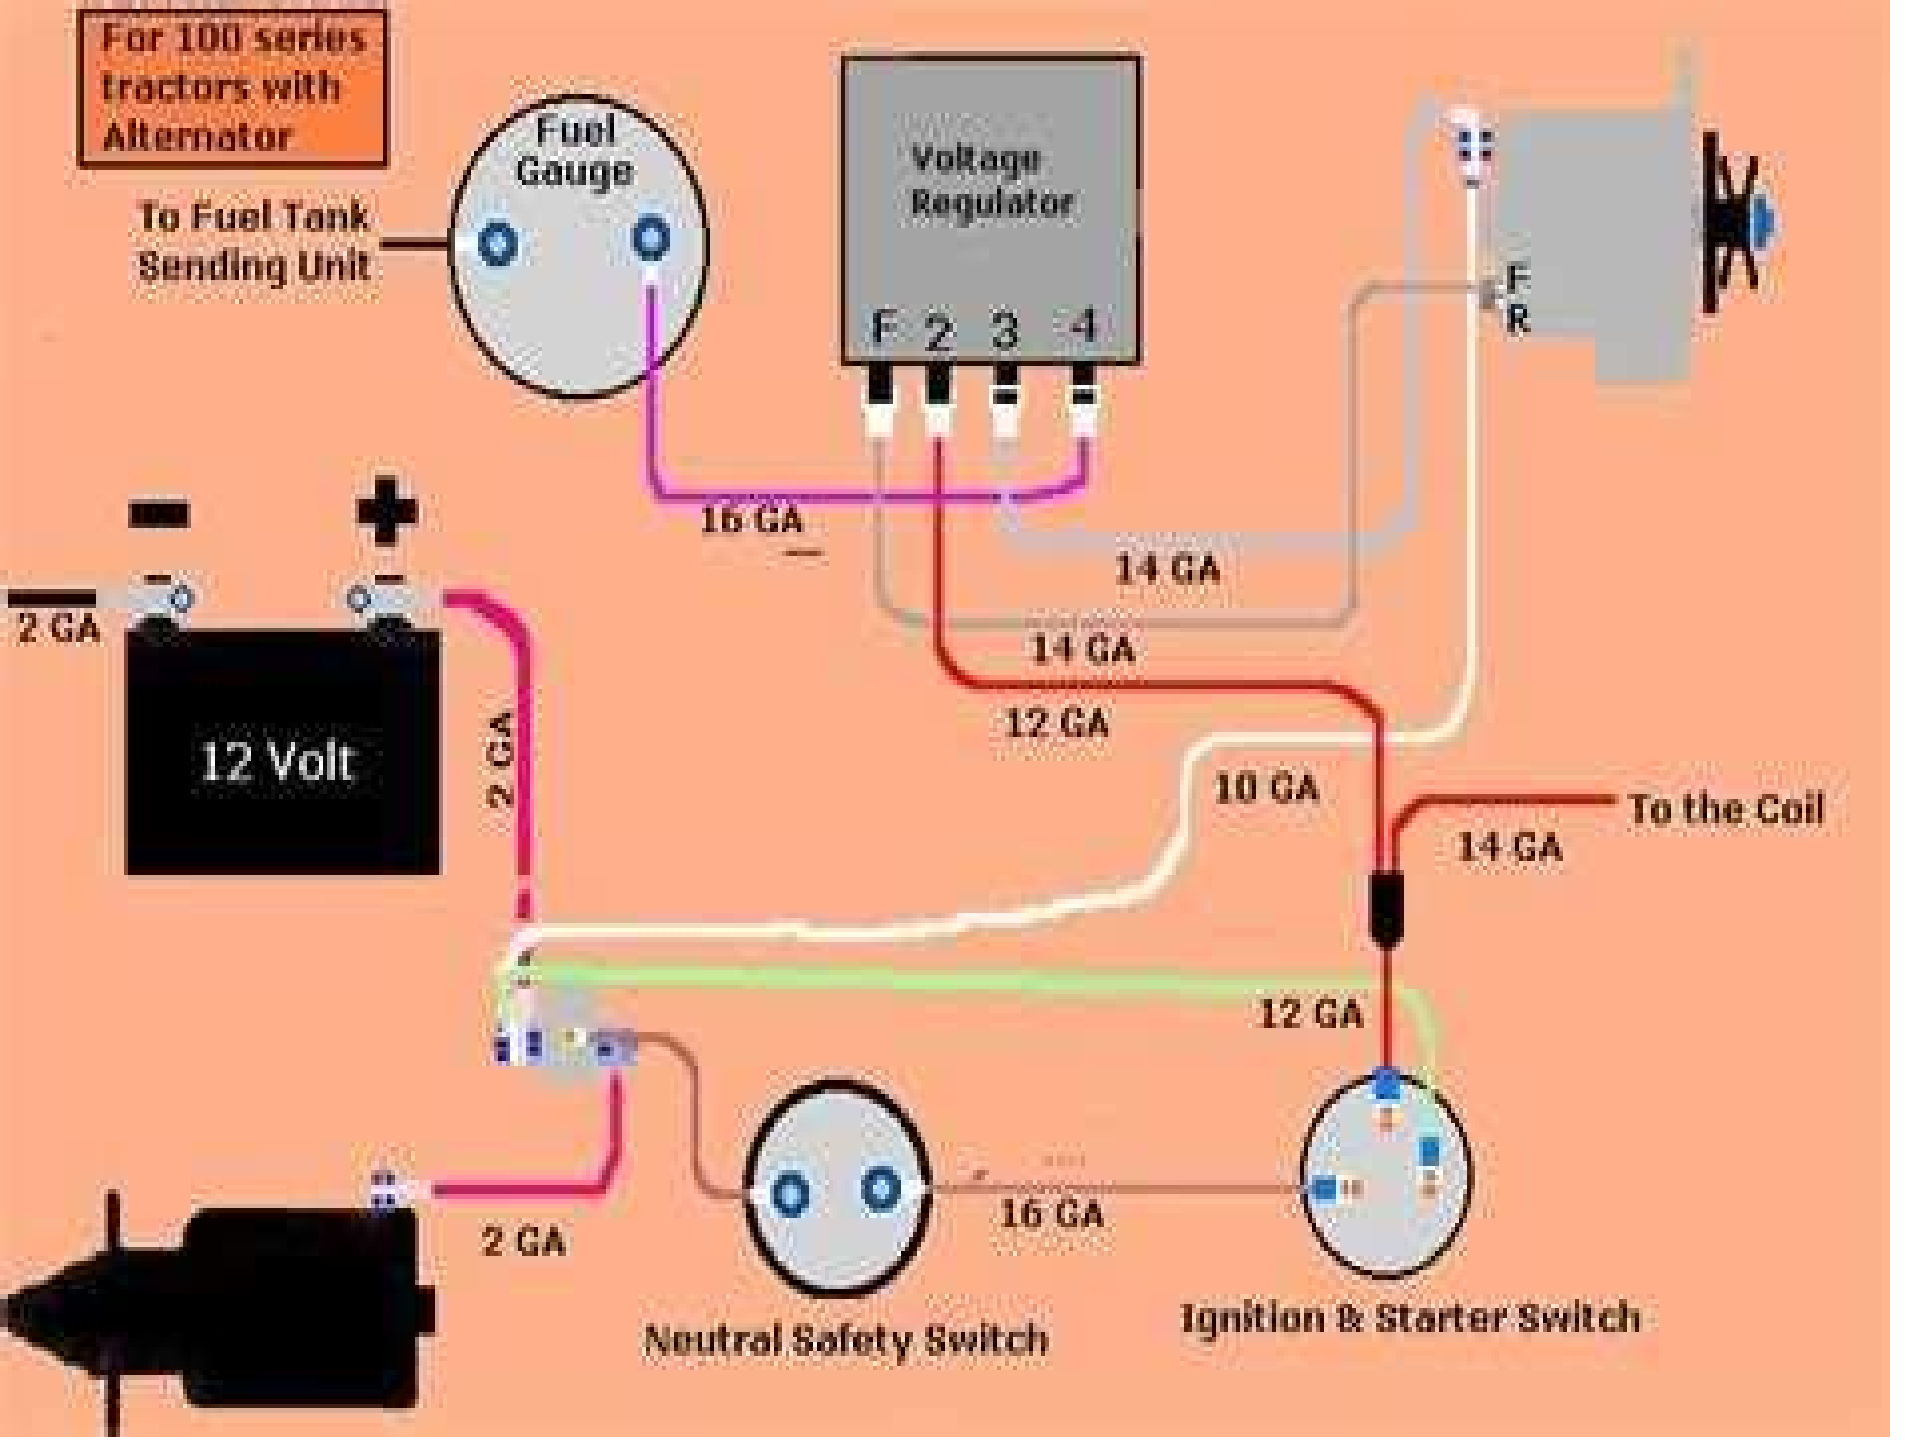 For 100 series
tractors with
Alternator
To Fuel Tank
Sending Unit
Fuel
Gauge
Voltage
Regulator
F 2 3 4
F
R
16 GA
14 GA
14 GA
12 GA
10 GA
To the Coil
14 GA
2 GA
12 Volt
2 GA
12 GA
2 GA
16 GA
Neutral Safety Switch
Ignition & Starter Switch